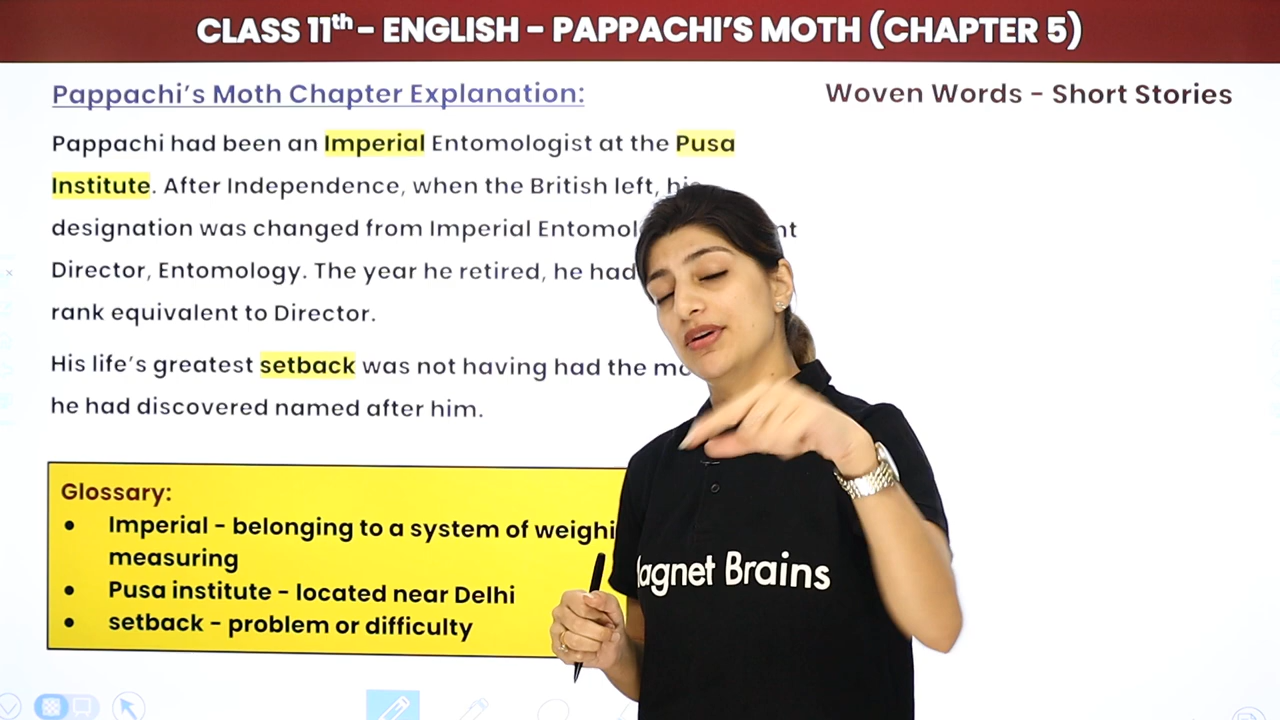 CLASS 11th - ENGLISH - PAPPACHI'S MOTH (CHAPTER 5)
Pappachi's Moth Chapter Explanation:
Woven Words - Short Stories
Pappachi had been an Imperial Entomologist at the Pusa
Institute. After Independence, when the British left, his
designation was changed from Imperial
Director, Entomology. The year he retired, he had
rank equivalent to Director.
His life's greatest setback was not having had the
he had discovered named after him.
Glossary:
• Imperial - belonging to a system of
measuring
• Pusa institute - located near Delhi
• setback - problem or difficulty
Brains